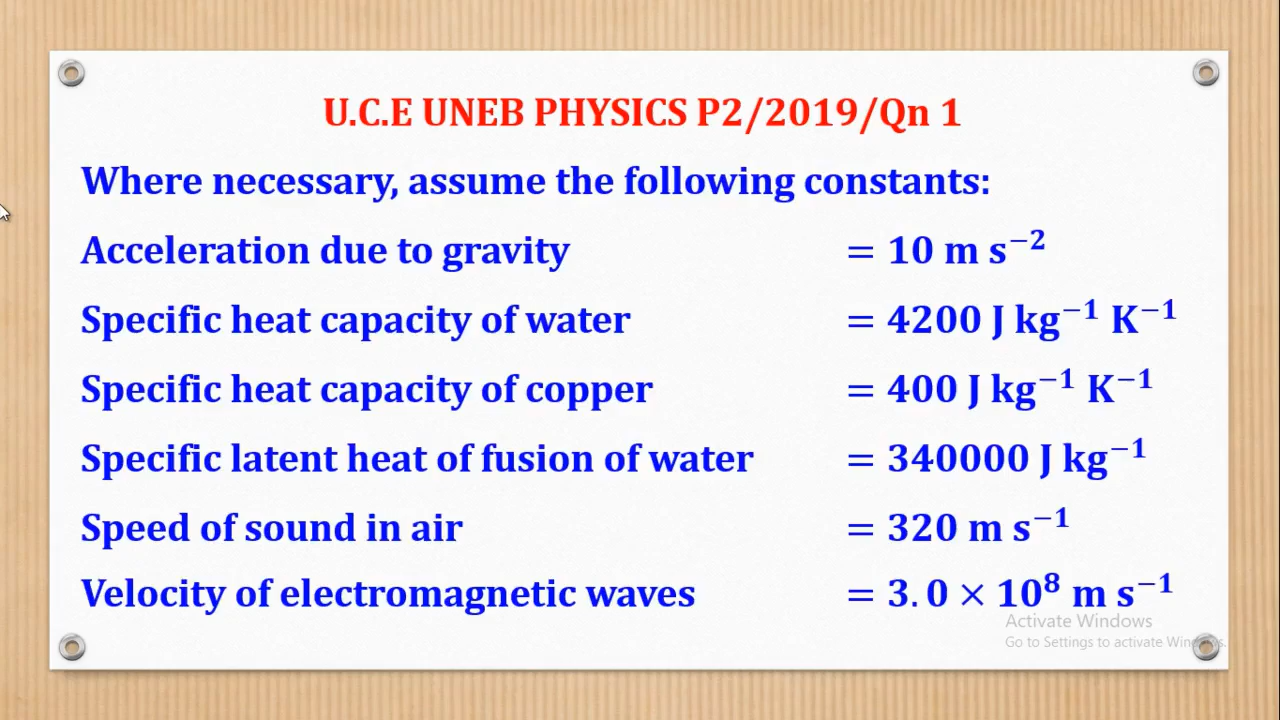 U.C.E UNEB PHYSICS P2/2019/Qn 1
Where necessary, assume the following constants:
Acceleration due to gravity = 10 m s⁻²
Specific heat capacity of water = 4200 J kg⁻¹ K⁻¹
Specific heat capacity of copper = 400 J kg⁻¹ K⁻¹
Specific latent heat of fusion of water = 340000 J kg⁻¹
Speed of sound in air = 320 m s⁻¹
Velocity of electromagnetic waves = 3.0 × 10⁸ m s⁻¹
Activate Windows
Go to Settings to activate Windows.